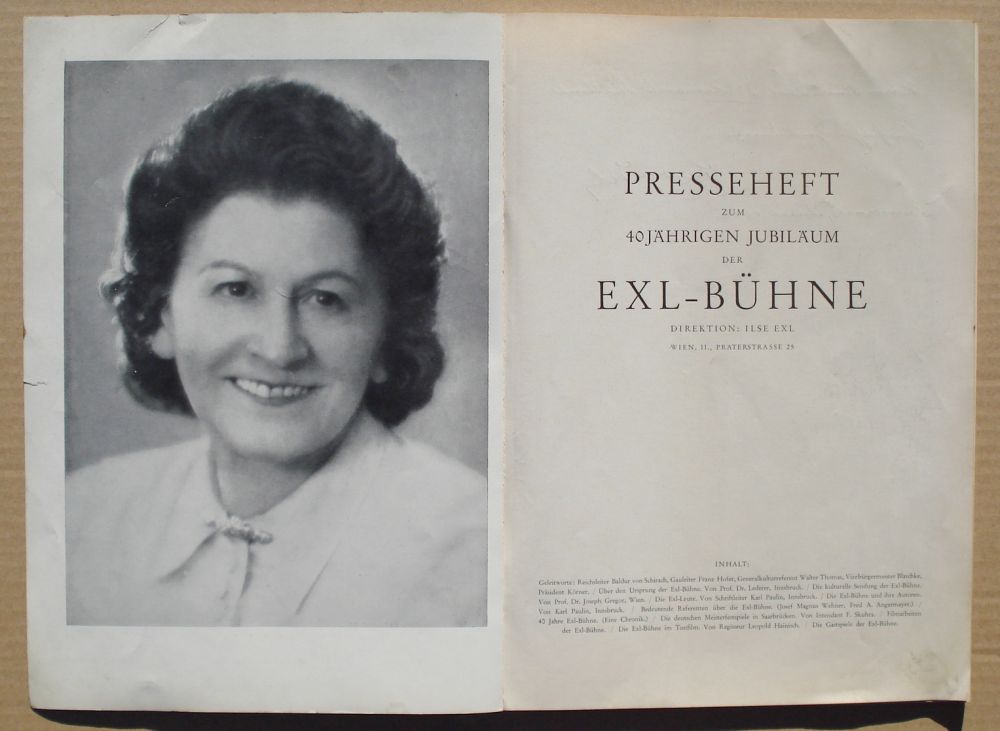 PRESSEHEFT
ZUM
40JÄHRIGEN JUBILÄUM
DER
EXL-BÜHNE
DIREKTION: ILSE EXL
WIEN, II., PRATERSTRASSE 25
INHALT:
Geleitworte: Reichsleiter Baldur von Schirach, Gauleiter Franz Hofer, Generalkulturreferent Walter Thomas, Vizebürgermeister Blaschke,
Präsident Körner. / Über den Ursprung der Exl-Bühne. Von Prof. Dr. Lederer, Innsbruck. / Die kulturelle Sendung der Exl-Bühne.
Von Prof. Dr. Joseph Gregor, Wien. / Die Exl-Leute. Von Schriftleiter Karl Paulin, Innsbruck. / Die Exl-Bühne und ihre Autoren.
Von Karl Paulin, Innsbruck. / Bedeutende Referenten über die Exl-Bühne. (Josef Magnus Wehner, Fred A. Angermayer.) /
40 Jahre Exl-Bühne. (Eine Chronik.) / Die deutschen Meisterfestspiele in Saarbrücken. Von Intendant F. Skuhra. / Filmarbeiten
der Exl-Bühne. / Die Exl-Bühne im Tonfilm. Von Regisseur Leopold Hainisch. / Die Gastspiele der Exl-Bühne.